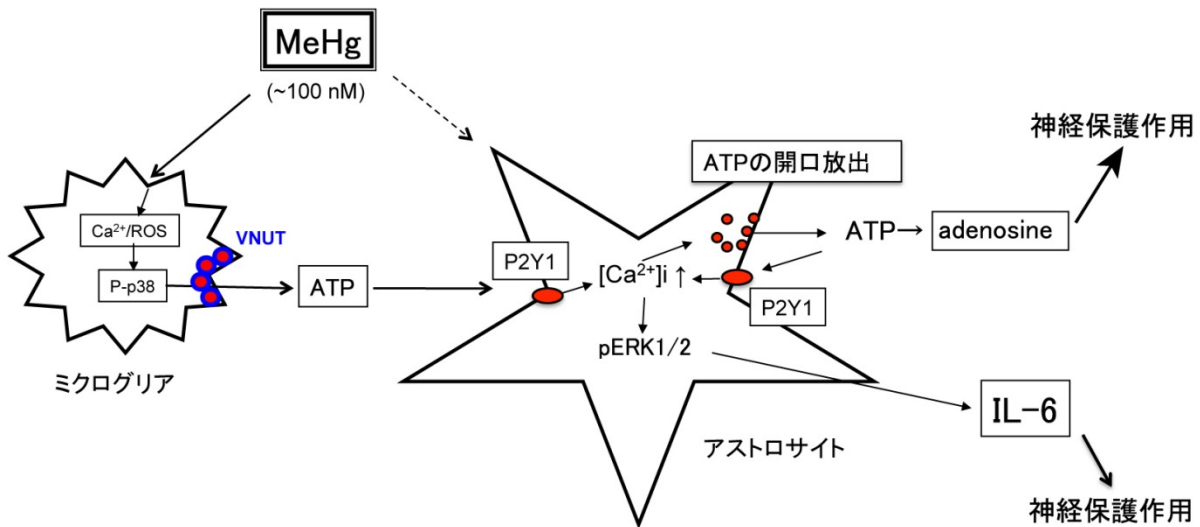 MeHg
(~100 nM)
神経保護作用
ATPの開口放出
Ca²⁺/ROS
VNUT
P2Y1
[Ca²⁺]i ↑
ATP→
adenosine
P-p38
ATP
P2Y1
pERK1/2
ミクログリア
IL-6
アストロサイト
神経保護作用